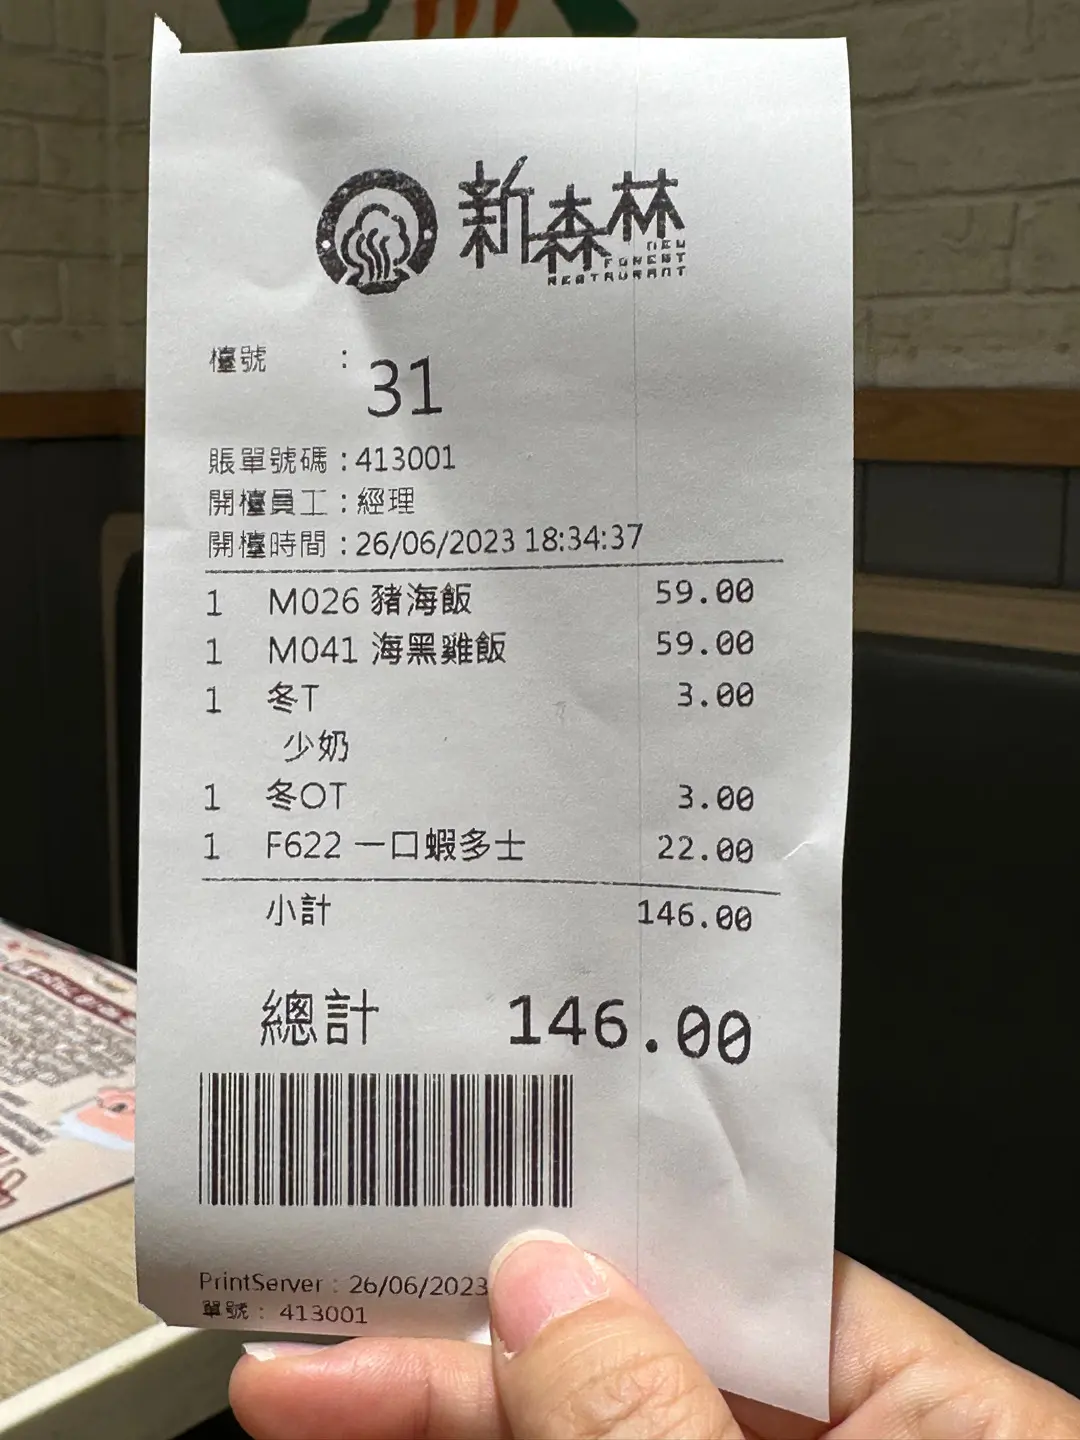 新森林
NEW
FOREST
RESTAURANT
檯號 : 31
賬單號碼 : 413001
開檯員工 : 經理
開檯時間 : 26/06/2023 18:34:37
1 M026 豬海飯 59.00
1 M041 海黑雞飯 59.00
1 冬T 3.00
少奶
1 冬OT 3.00
1 F622 一口蝦多士 22.00
小計 146.00
總計 146.00
PrintServer : 26/06/2023
單號 : 413001